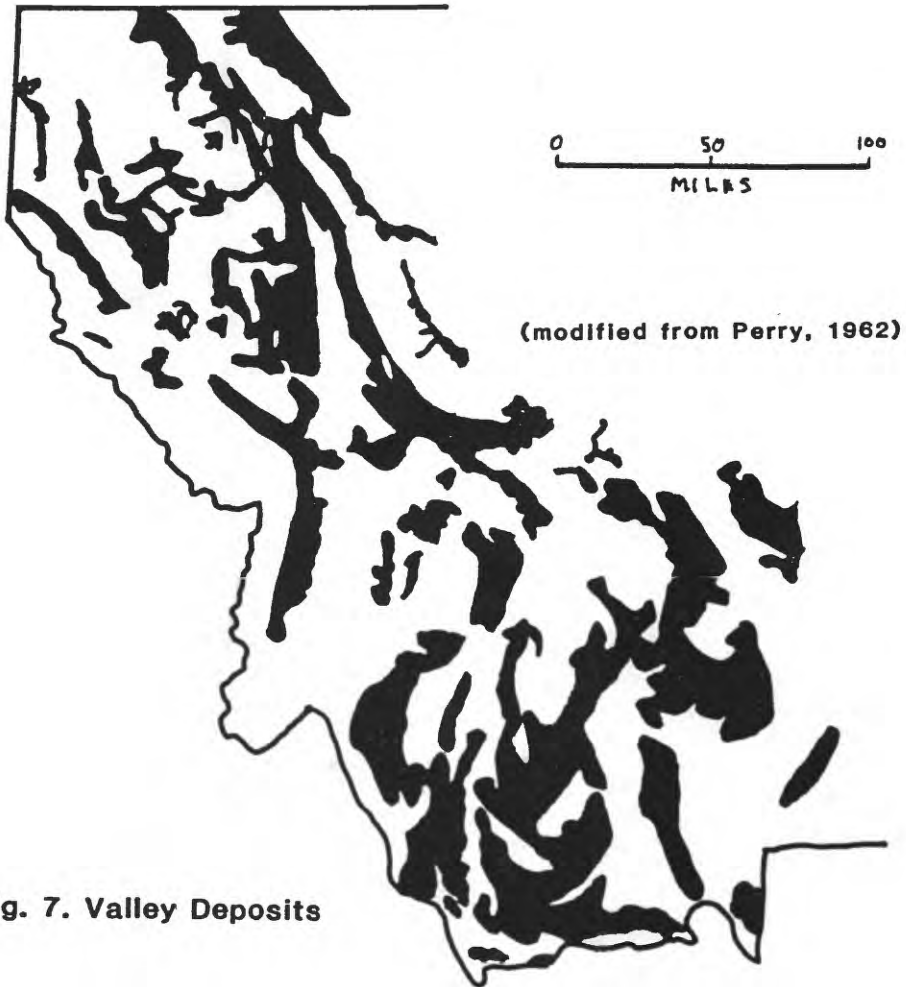 0 50 100
MILES
(modified from Perry, 1962)
g. 7. Valley Deposits